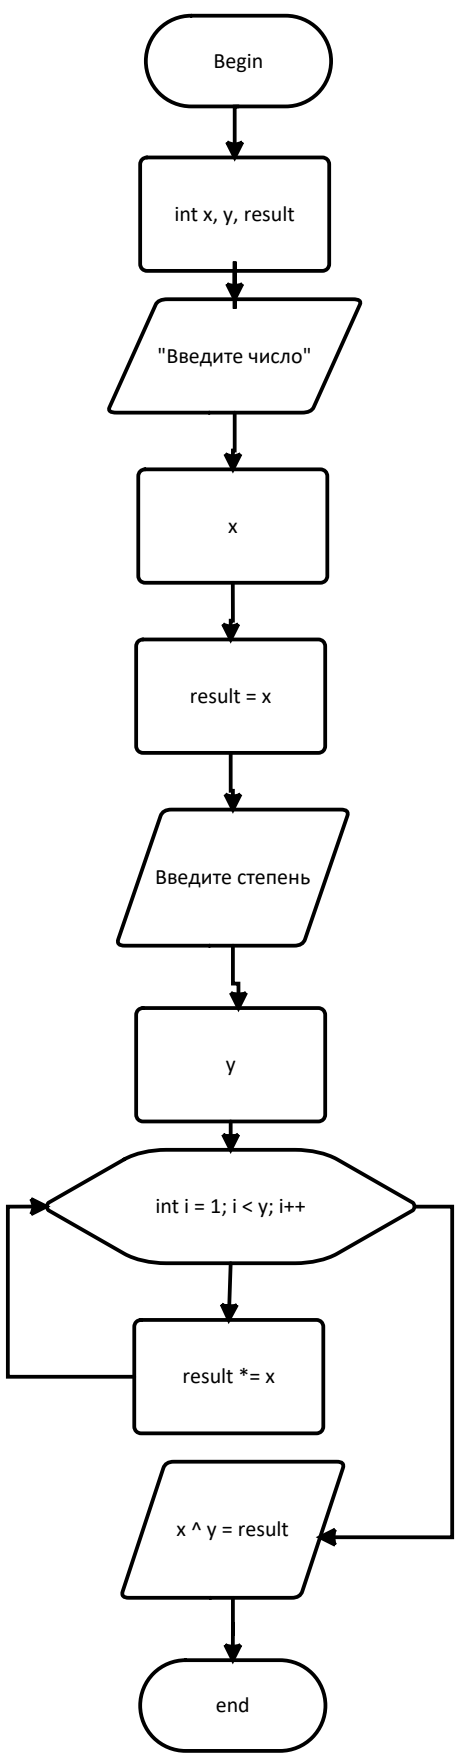 Begin
int x, y, result
"Введите число"
x
result = x
Введите степень
y
int i = 1; i < y; i++
result *= x
x ^ y = result
end